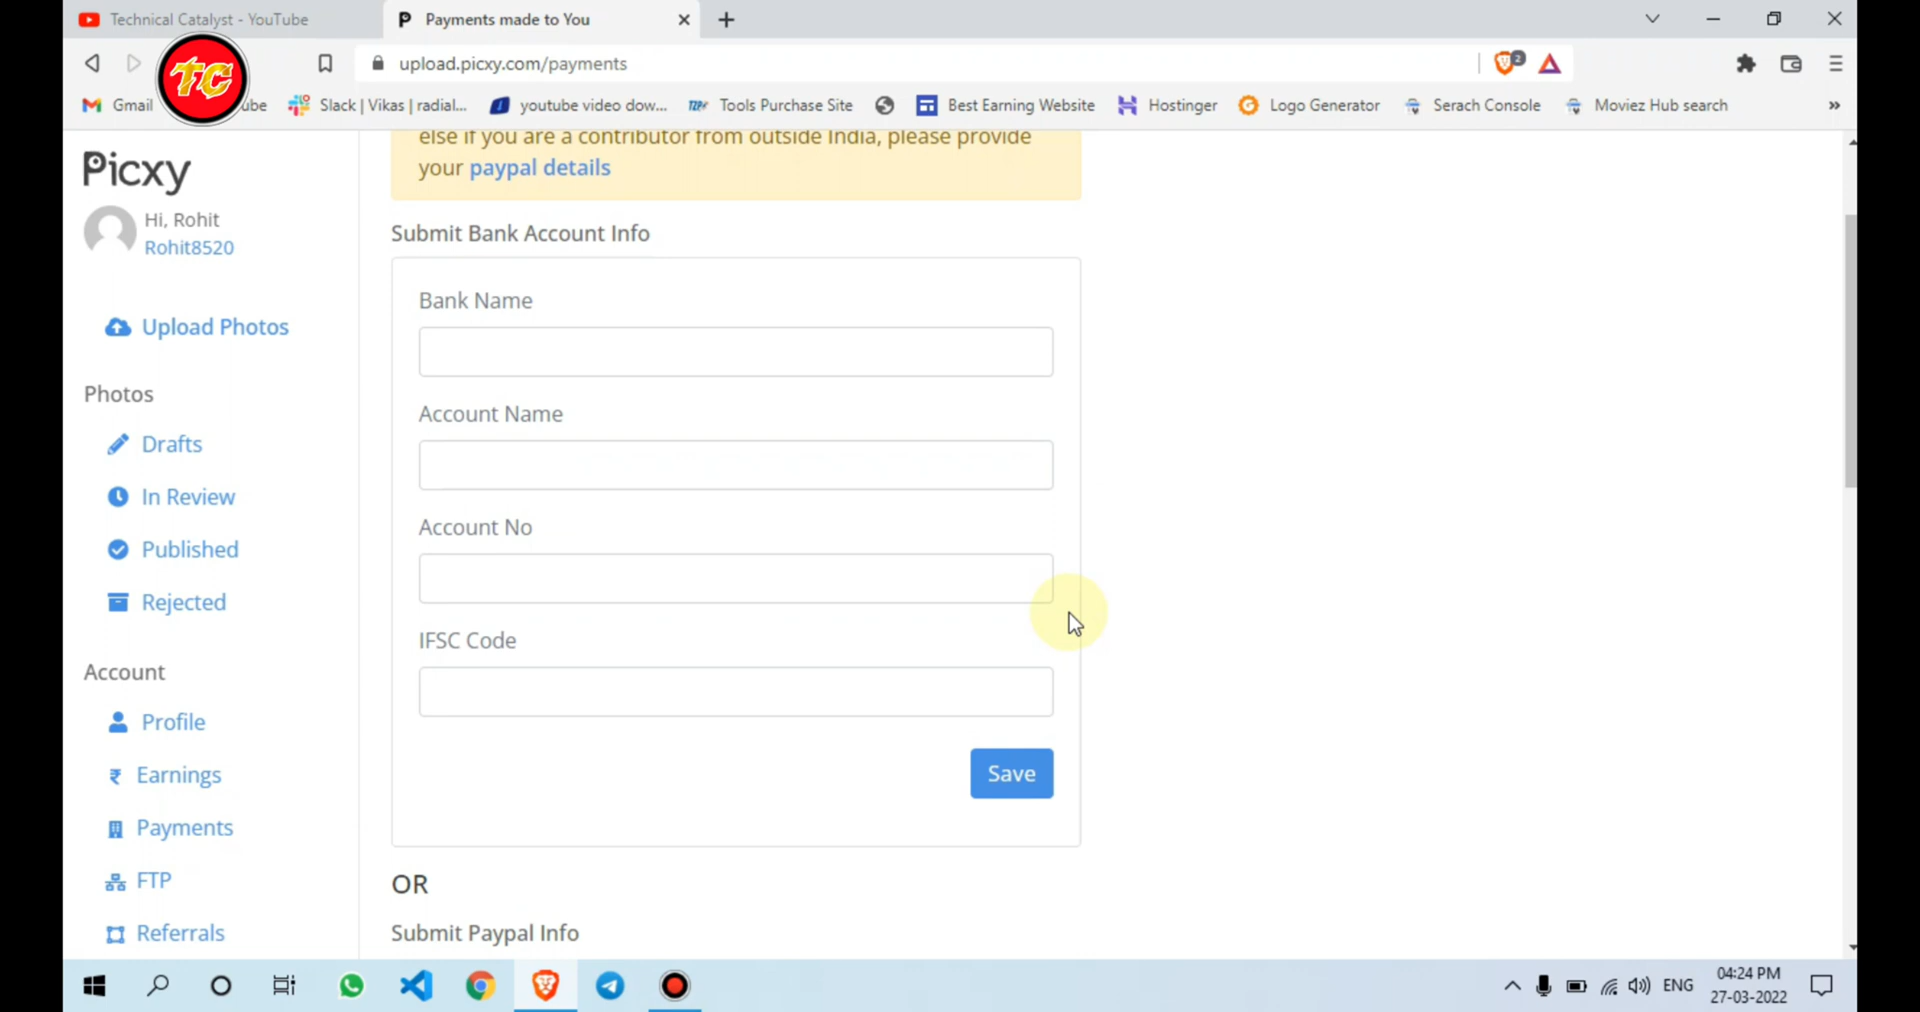 Technical Catalyst - YouTube
Payments made to You
TC
upload.picxy.com/payments
2
Gmail
Slack | Vikas | radial...
youtube video dow...
Tools Purchase Site
Best Earning Website
Hostinger
Logo Generator
Serach Console
Moviez Hub search
Picxy
Hi, Rohit
Rohit8520
Upload Photos
Photos
Drafts
In Review
Published
Rejected
Account
Profile
Earnings
Payments
FTP
Referrals
else if you are a contributor from outside India, please provide
your paypal details
Submit Bank Account Info
Bank Name
Account Name
Account No
IFSC Code
Save
OR
Submit Paypal Info
ENG
04:24 PM
27-03-2022